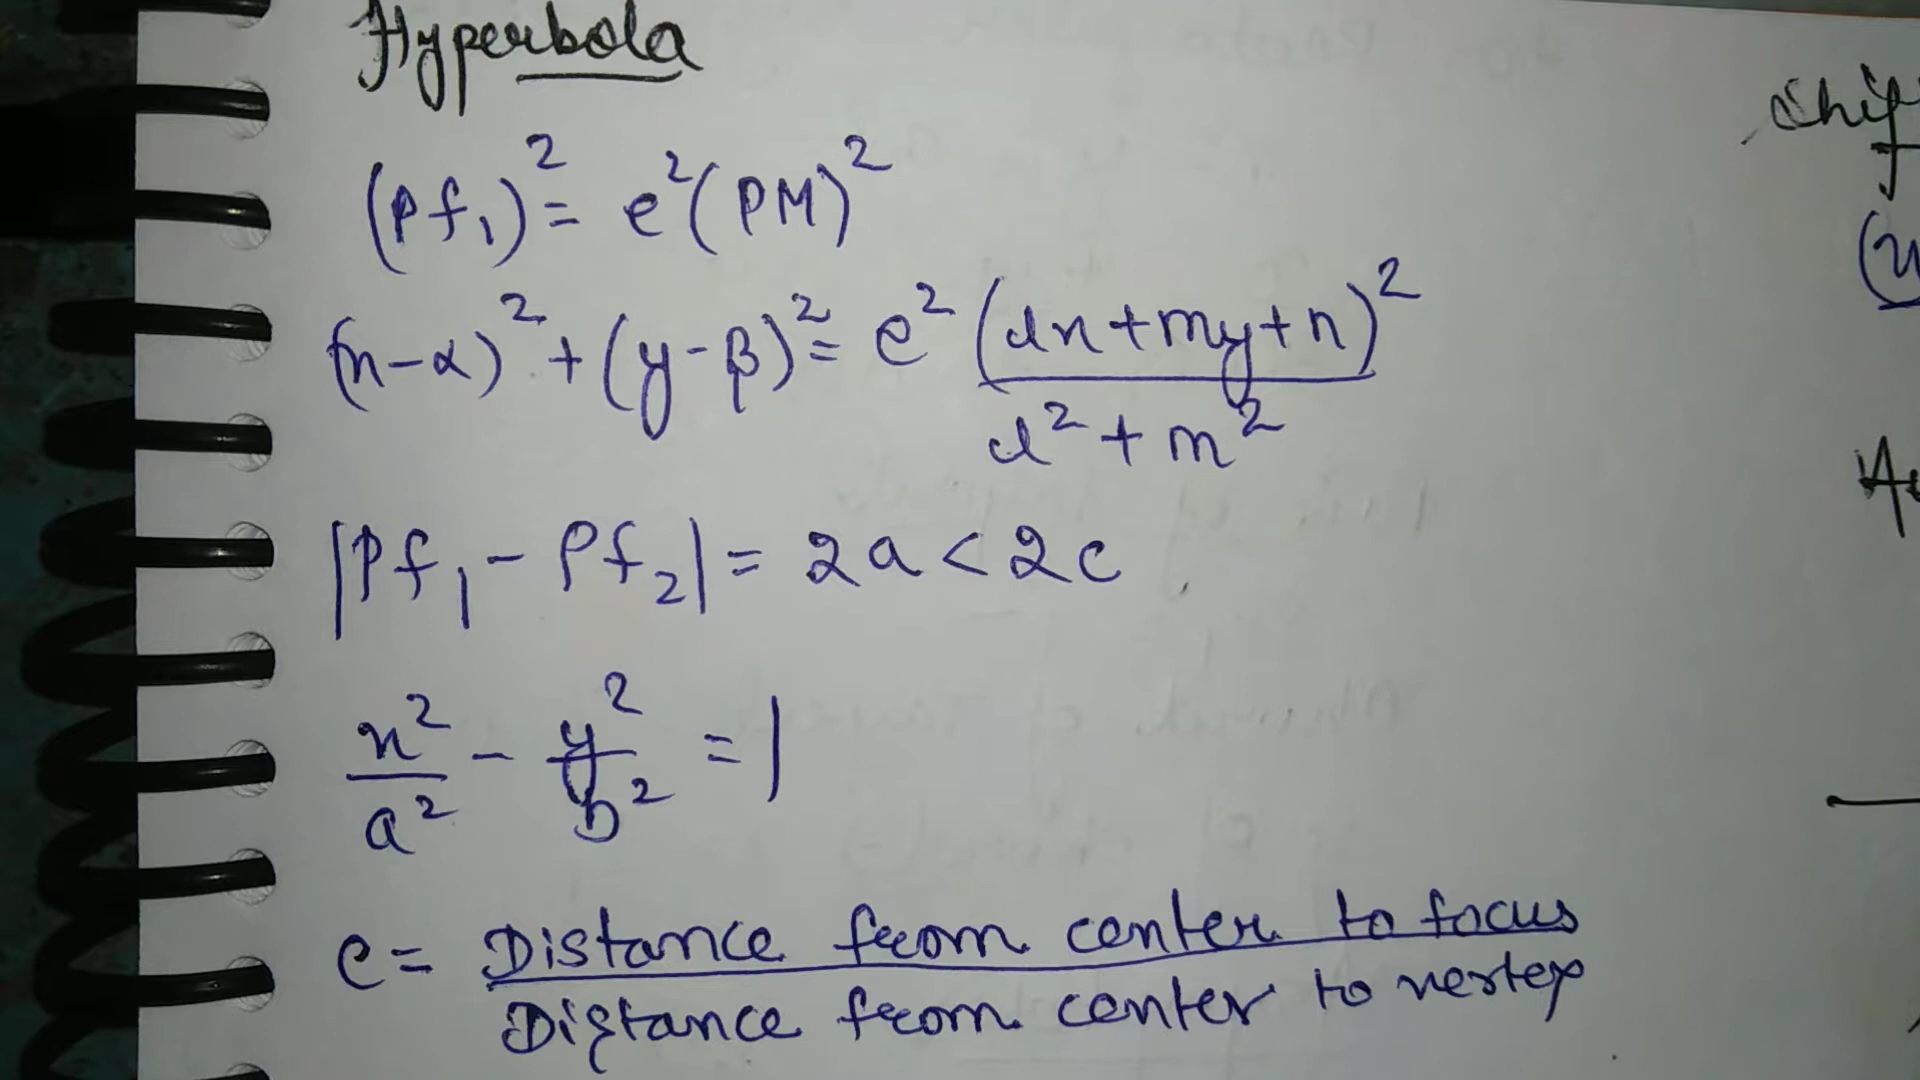 Hyperbola
(Pf₁)² = e²(PM)²
(x-α)² + (y-β)² = e² (lx+my+n)² / l²+m²
|Pf₁ - Pf₂| = 2a < 2c
x²/a² - y²/b² = 1
e = Distance from center to focus
Distance from center to vertex
Shif